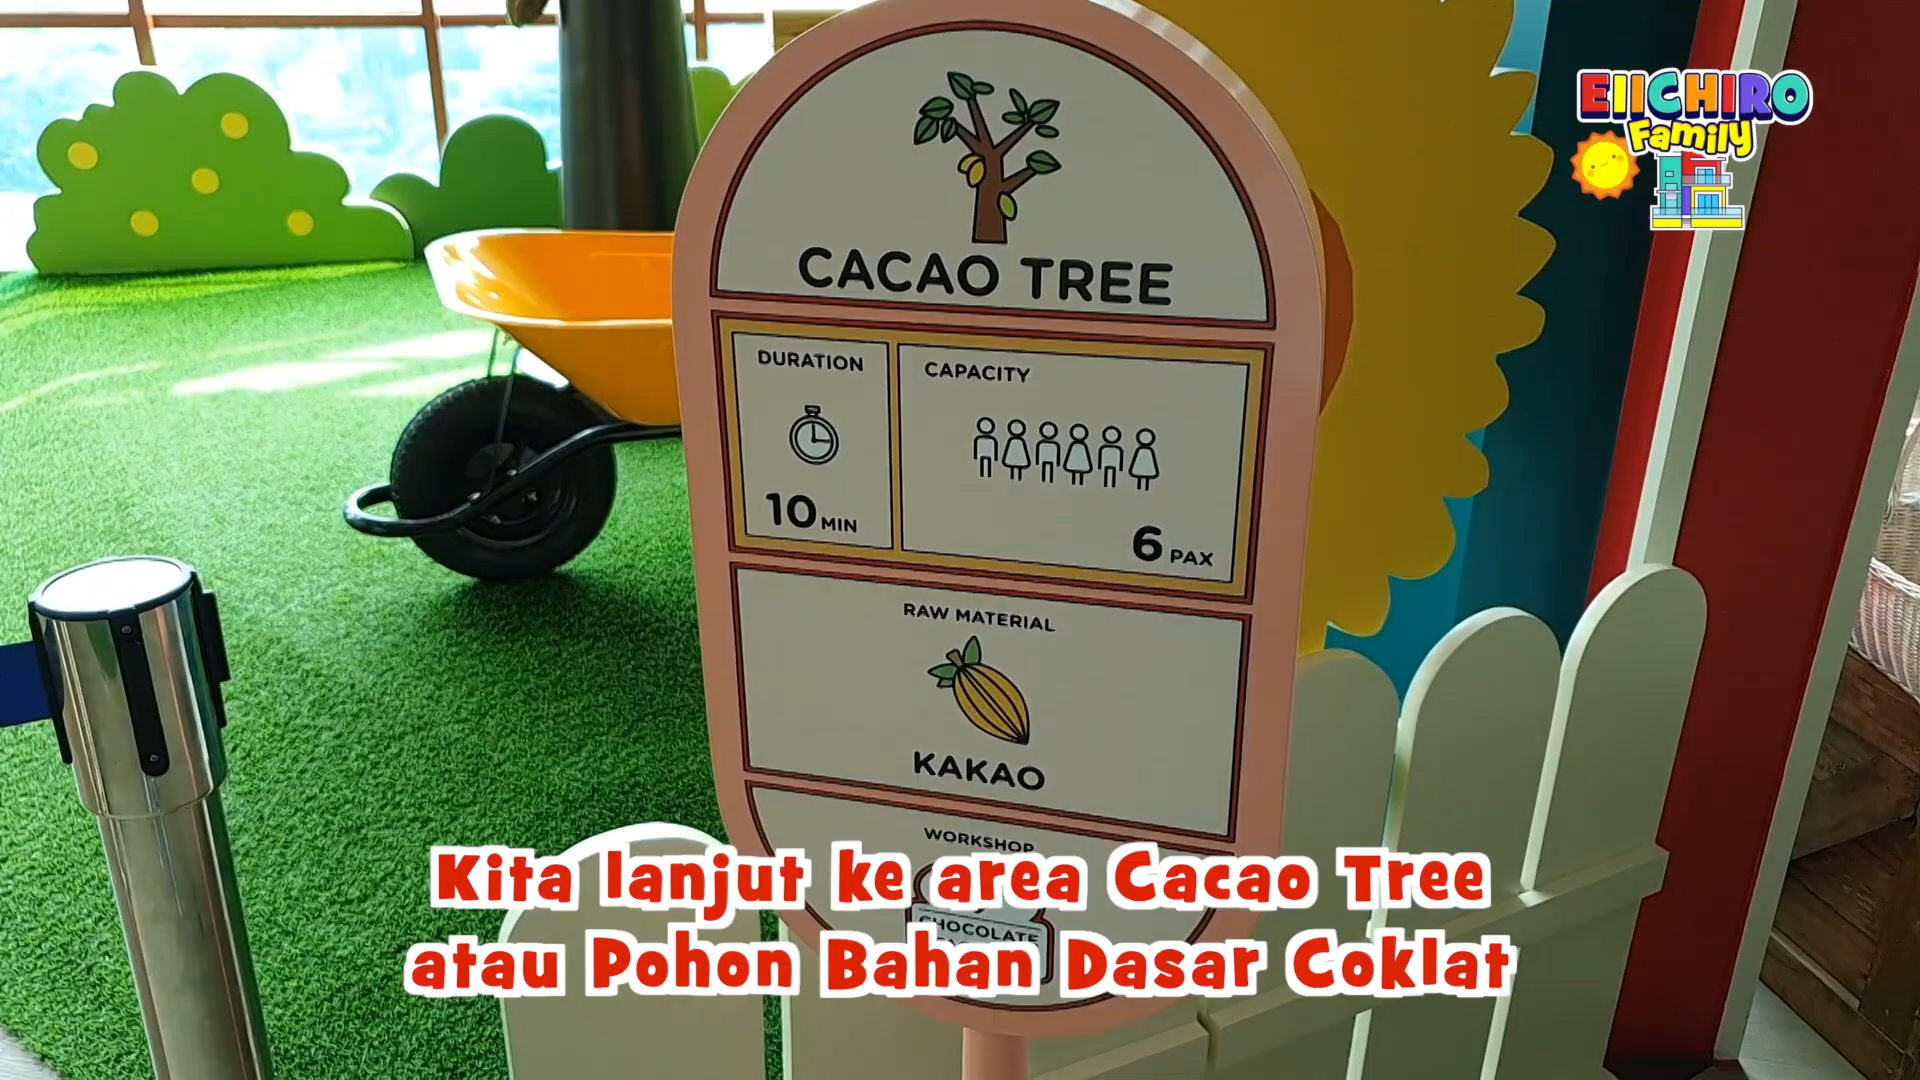 EIICHIRO
Family
CACAO TREE
DURATION
CAPACITY
10 MIN
6 PAX
RAW MATERIAL
KAKAO
WORKSHOP
CHOCOLATE
Kita lanjut ke area Cacao Tree
atau Pohon Bahan Dasar Coklat